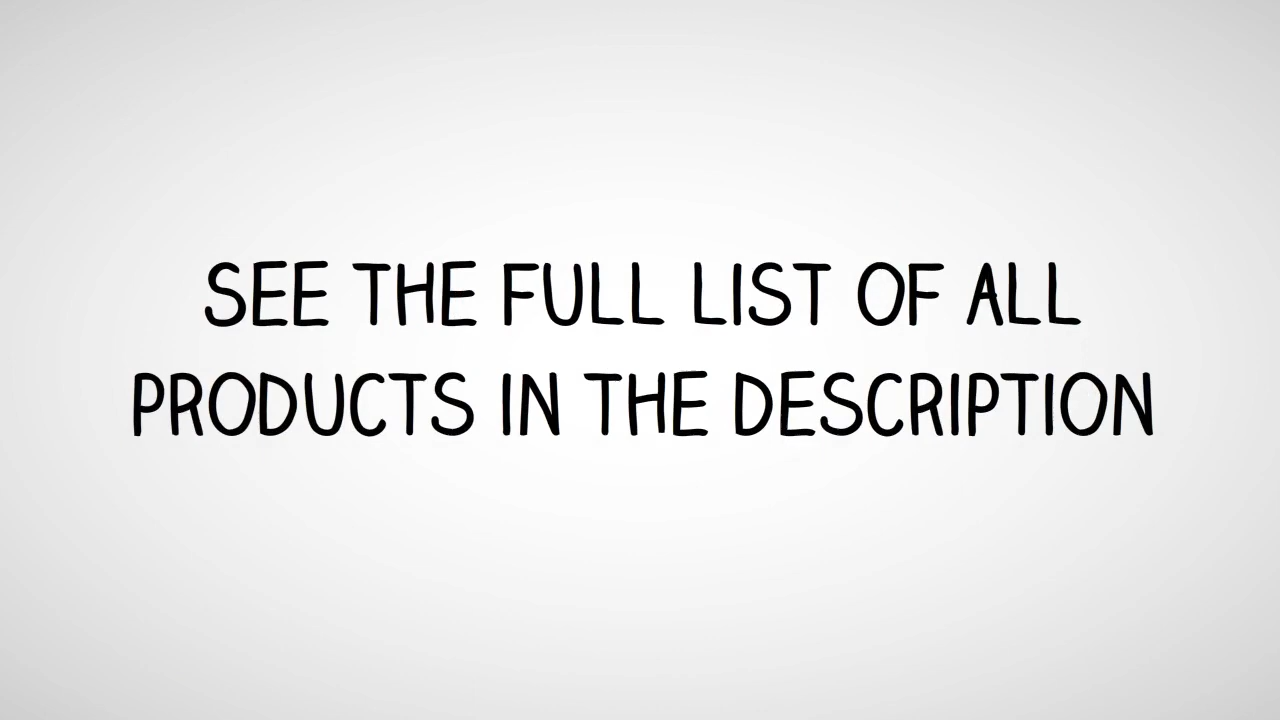 SEE THE FULL LIST OF ALL
PRODUCTS IN THE DESCRIPTION